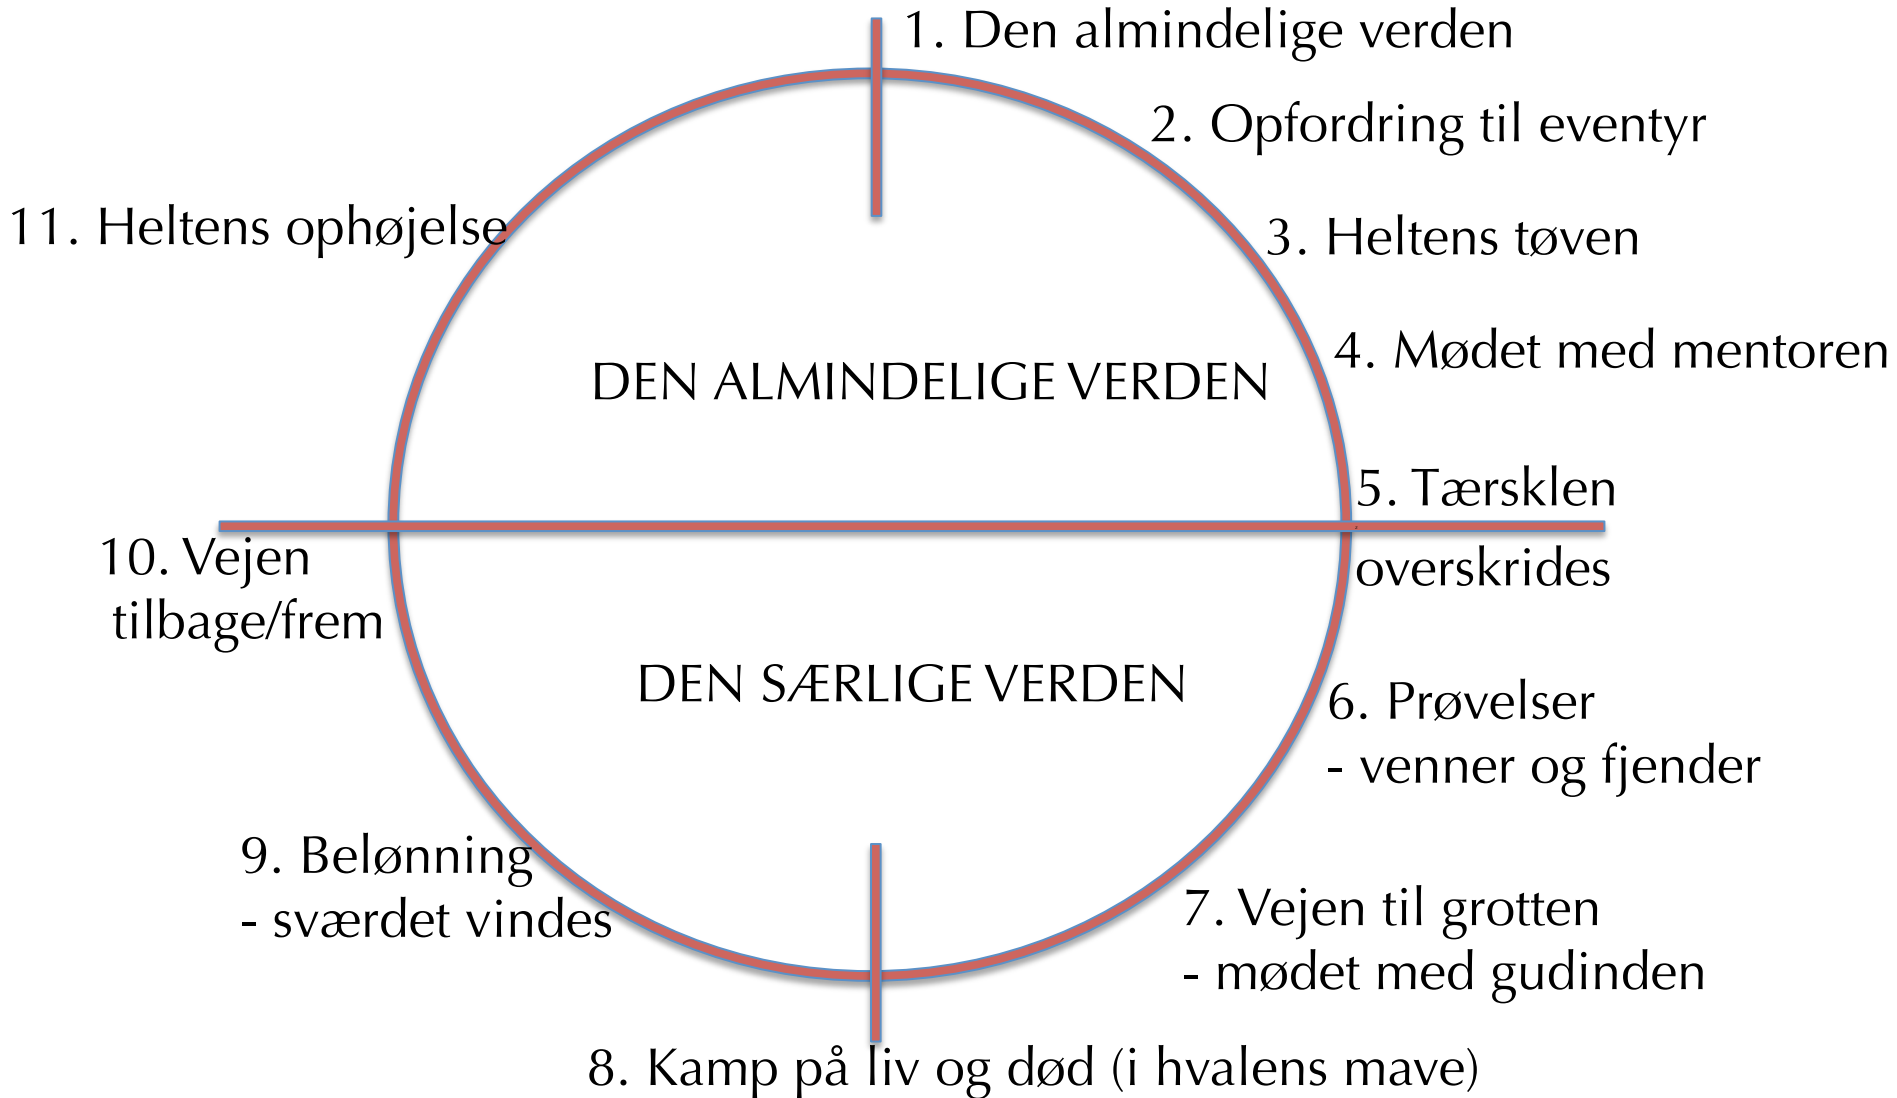 1. Den almindelige verden
2. Opfordring til eventyr
3. Heltens tøven
4. Mødet med mentoren
5. Tærsklen
overskrides
6. Prøvelser
- venner og fjender
7. Vejen til grotten
- mødet med gudinden
8. Kamp på liv og død (i hvalens mave)
9. Belønning
- sværdet vindes
10. Vejen
tilbage/frem
11. Heltens ophøjelse
DEN ALMINDELIGE VERDEN
DEN SÆRLIGE VERDEN